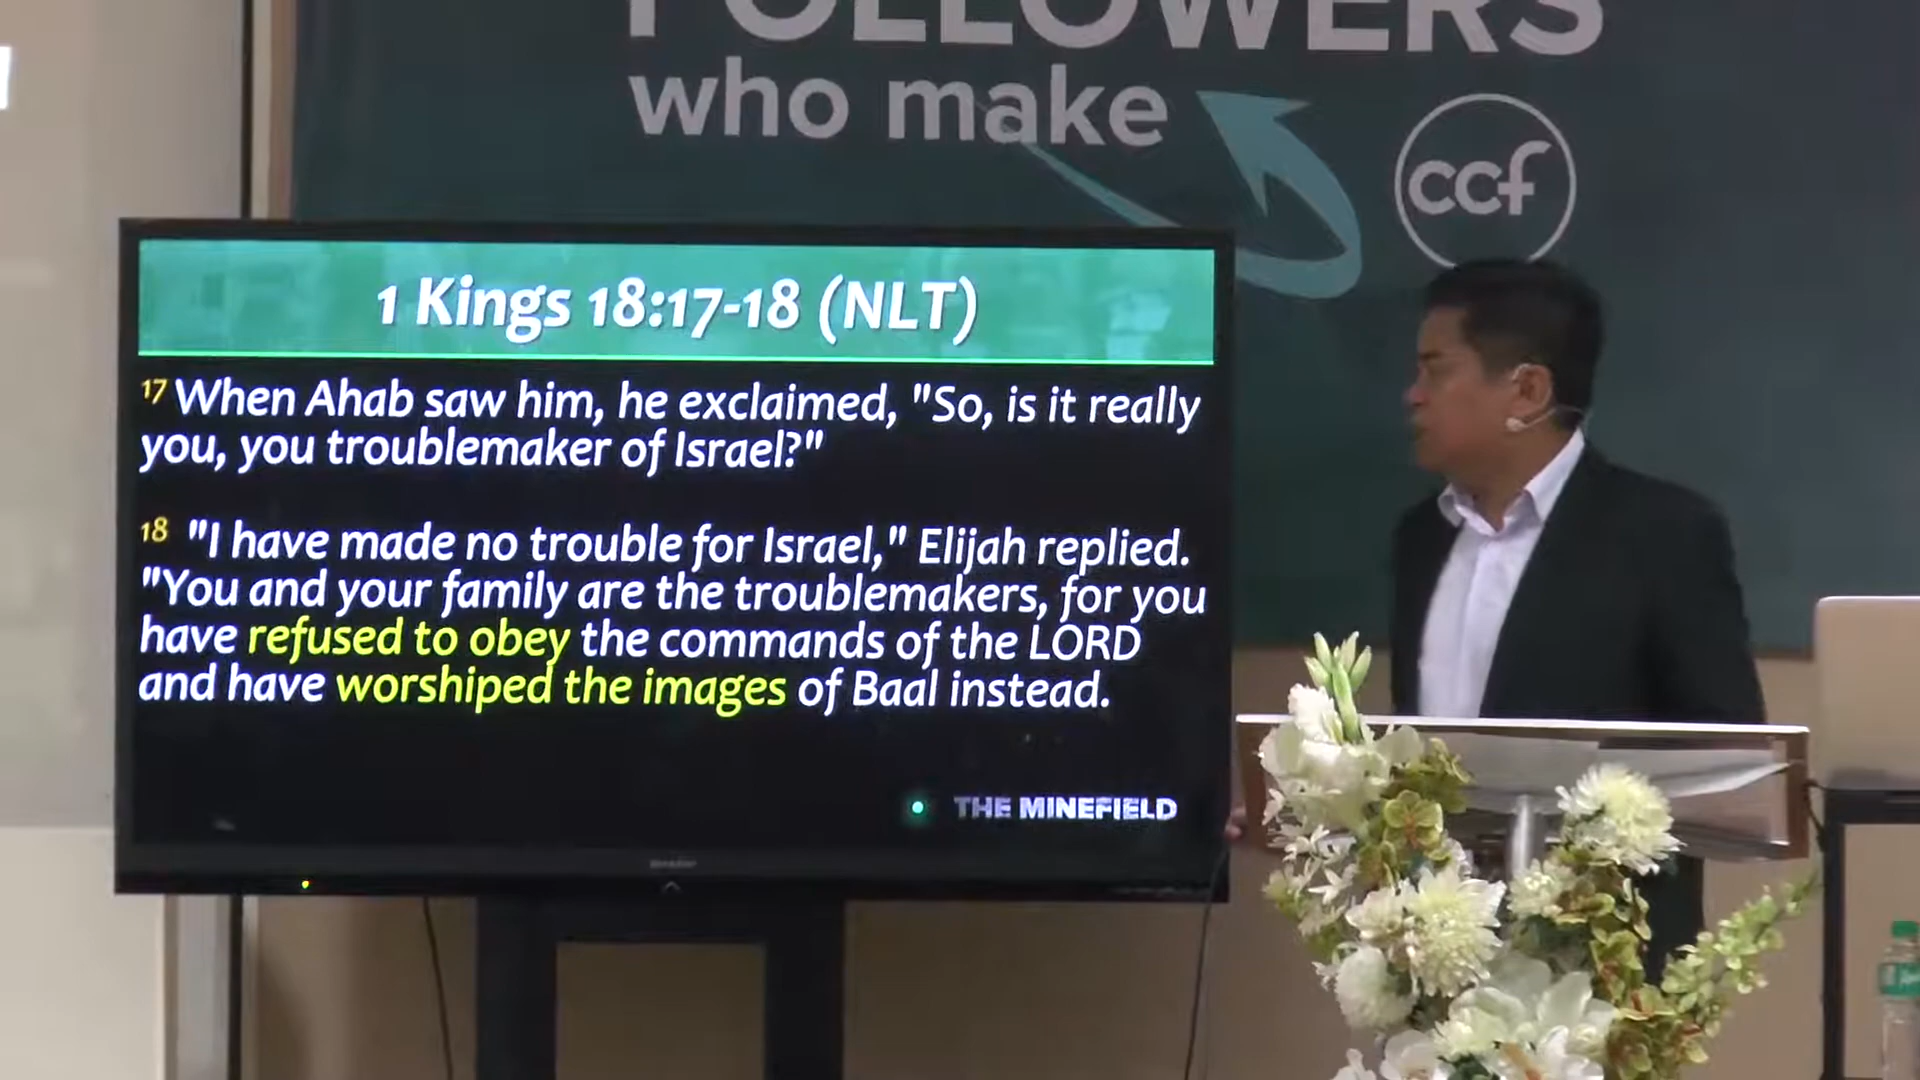 FOLLOWERS
who make
ccf
1 Kings 18:17-18 (NLT)
17 When Ahab saw him, he exclaimed, "So, is it really
you, you troublemaker of Israel?"
18 "I have made no trouble for Israel," Elijah replied.
"You and your family are the troublemakers, for you
have refused to obey the commands of the LORD
and have worshiped the images of Baal instead.
THE MINEFIELD